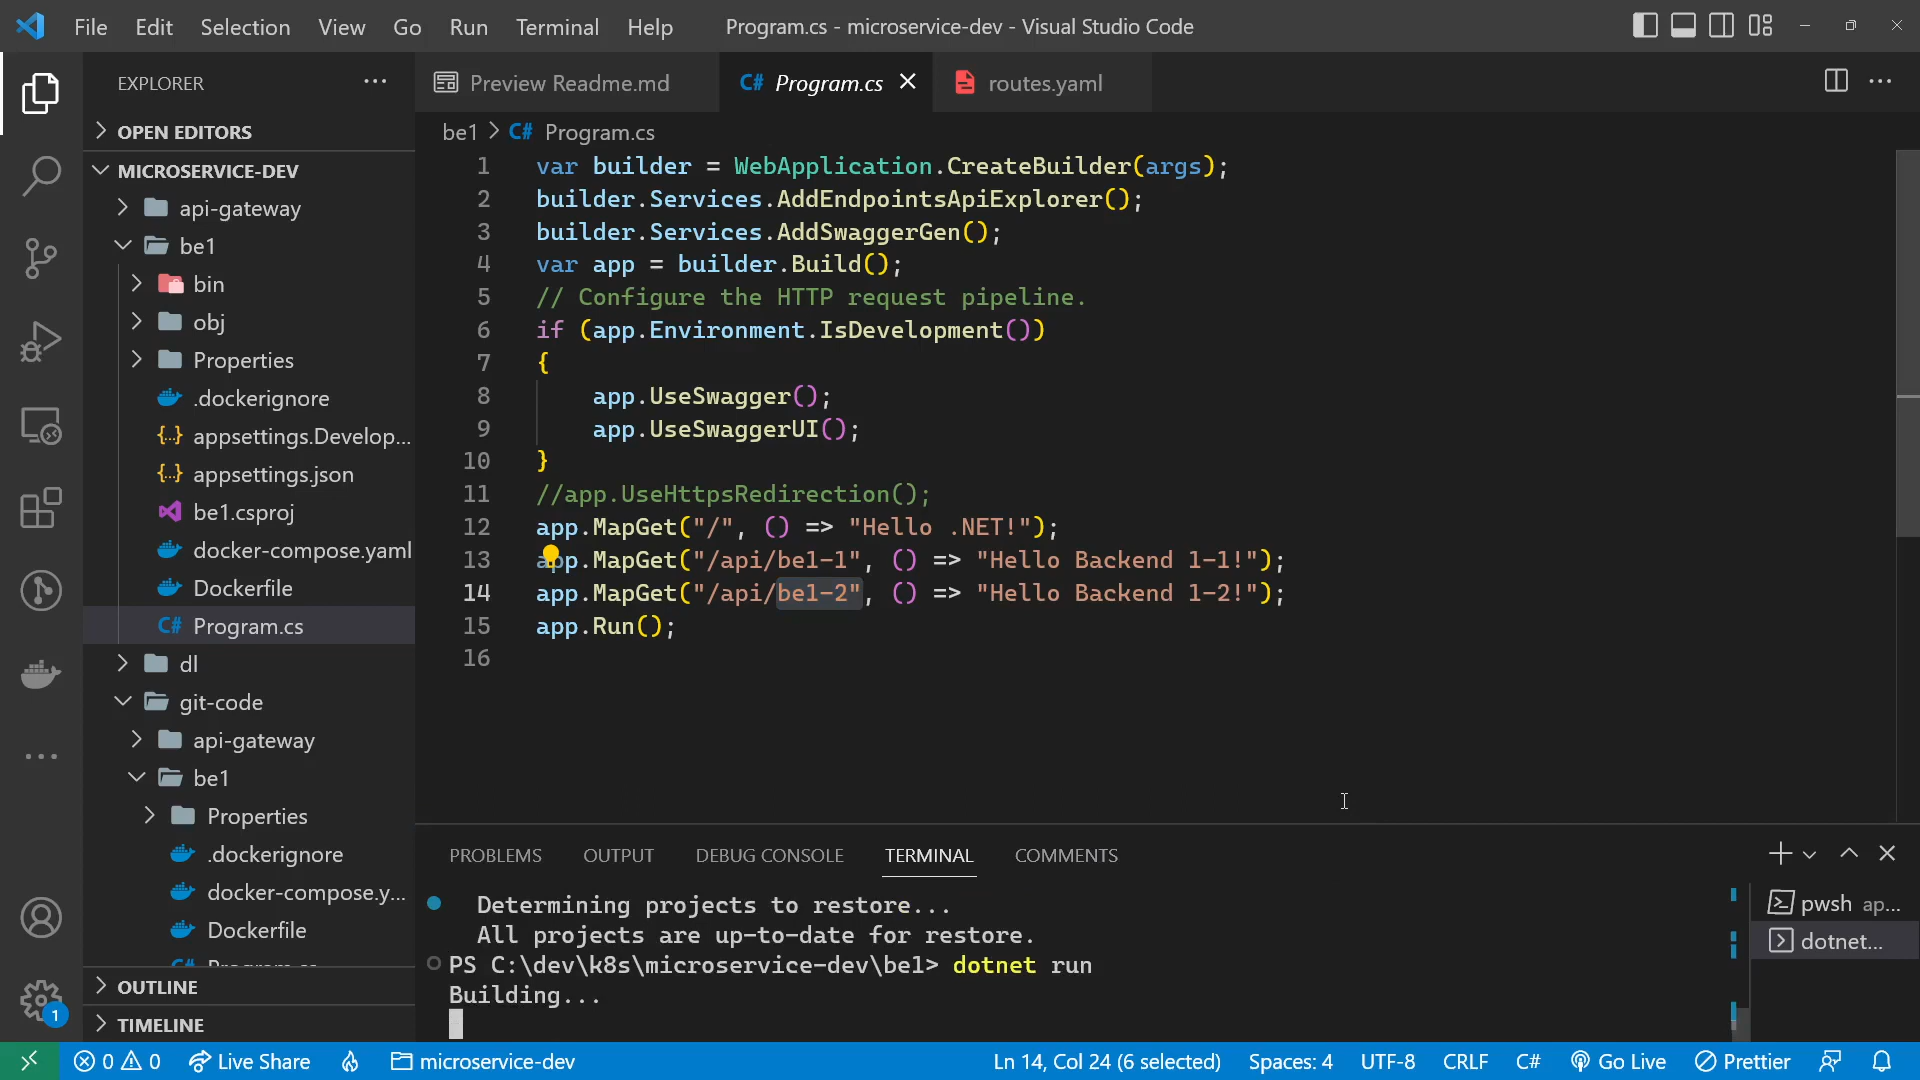 File Edit Selection View Go Run Terminal Help Program.cs - microservice-dev - Visual Studio Code
EXPLORER
OPEN EDITORS
MICROSERVICE-DEV
api-gateway
be1
bin
obj
Properties
.dockerignore
appsettings.Develop...
appsettings.json
be1.csproj
docker-compose.yaml
Dockerfile
C# Program.cs
dl
git-code
api-gateway
be1
Properties
.dockerignore
docker-compose.y...
Dockerfile
OUTLINE
TIMELINE
1
Preview Readme.md
C# Program.cs
routes.yaml
be1 > C# Program.cs
1 var builder = WebApplication.CreateBuilder(args);
2 builder.Services.AddEndpointsApiExplorer();
3 builder.Services.AddSwaggerGen();
4 var app = builder.Build();
5 // Configure the HTTP request pipeline.
6 if (app.Environment.IsDevelopment())
7 {
8 app.UseSwagger();
9 app.UseSwaggerUI();
10 }
11 //app.UseHttpsRedirection();
12 app.MapGet("/", () => "Hello .NET!");
13 app.MapGet("/api/be1-1", () => "Hello Backend 1-1!");
14 app.MapGet("/api/be1-2", () => "Hello Backend 1-2!");
15 app.Run();
16
PROBLEMS OUTPUT DEBUG CONSOLE TERMINAL COMMENTS
Determining projects to restore...
All projects are up-to-date for restore.
PS C:\dev\k8s\microservice-dev\be1> dotnet run
Building...
pwsh ap...
dotnet...
0 0 Live Share microservice-dev Ln 14, Col 24 (6 selected) Spaces: 4 UTF-8 CRLF C# Go Live Prettier